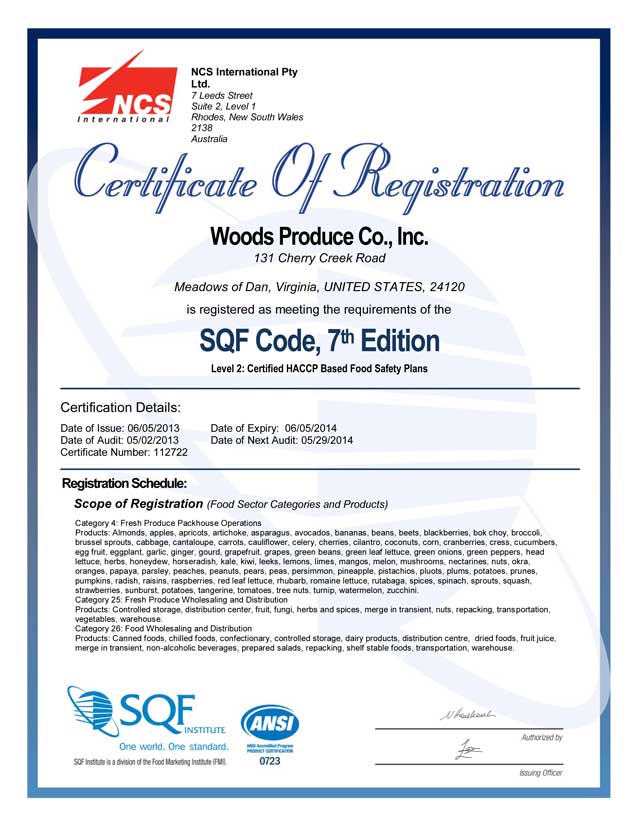 NCS
International
NCS International Pty
Ltd.
7 Leeds Street
Suite 2, Level 1
Rhodes, New South Wales
2138
Australia
Certificate Of Registration
Woods Produce Co., Inc.
131 Cherry Creek Road
Meadows of Dan, Virginia, UNITED STATES, 24120
is registered as meeting the requirements of the
SQF Code, 7th Edition
Level 2: Certified HACCP Based Food Safety Plans
Certification Details:
Date of Issue: 06/05/2013 Date of Expiry: 06/05/2014
Date of Audit: 05/02/2013 Date of Next Audit: 05/29/2014
Certificate Number: 112722
Registration Schedule:
Scope of Registration (Food Sector Categories and Products)
Category 4: Fresh Produce Packhouse Operations
Products: Almonds, apples, apricots, artichoke, asparagus, avocados, bananas, beans, beets, blackberries, bok choy, broccoli,
brussel sprouts, cabbage, cantaloupe, carrots, cauliflower, celery, cherries, cilantro, coconuts, corn, cranberries, cress, cucumbers,
egg fruit, eggplant, garlic, ginger, gourd, grapefruit, grapes, green beans, green leaf lettuce, green onions, green peppers, head
lettuce, herbs, honeydew, horseradish, kale, kiwi, leeks, lemons, limes, mangos, melon, mushrooms, nectarines, nuts, okra,
oranges, papaya, parsley, peaches, peanuts, pears, peas, persimmon, pineapple, pistachios, pluots, plums, potatoes, prunes,
pumpkins, radish, raisins, raspberries, red leaf lettuce, rhubarb, romaine lettuce, rutabaga, spices, spinach, sprouts, squash,
strawberries, sunburst, potatoes, tangerine, tomatoes, tree nuts, turnip, watermelon, zucchini.
Category 25: Fresh Produce Wholesaling and Distribution
Products: Controlled storage, distribution center, fruit, fungi, herbs and spices, merge in transient, nuts, repacking, transportation,
vegetables, warehouse.
Category 26: Food Wholesaling and Distribution
Products: Canned foods, chilled foods, confectionary, controlled storage, dairy products, distribution centre, dried foods, fruit juice,
merge in transient, non-alcoholic beverages, prepared salads, repacking, shelf stable foods, transportation, warehouse.
SQF
INSTITUTE
One world. One standard.
SQF Institute is a division of the Food Marketing Institute (FMI).
ANSI
ANSI Accredited Program
PRODUCT CERTIFICATION
0723
Authorized by
Issuing Officer